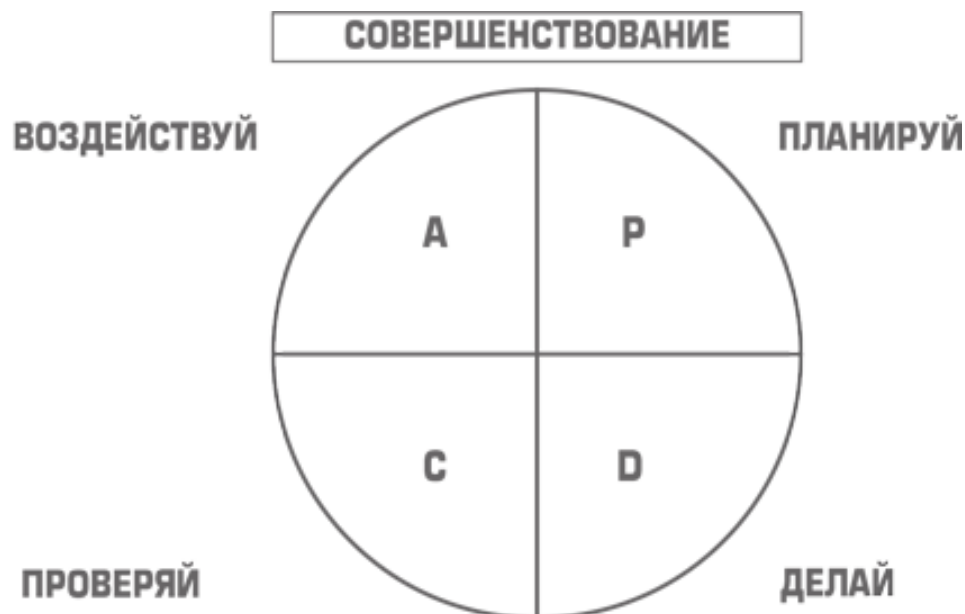 СОВЕРШЕНСТВОВАНИЕ
ВОЗДЕЙСТВУЙ
ПЛАНИРУЙ
A
P
C
D
ПРОВЕРЯЙ
ДЕЛАЙ